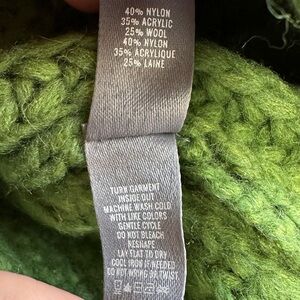 40% NYLON
35% ACRYLIC
25% WOOL
40% NYLON
35% ACRYLIQUE
25% LAINE
TURN GARMENT
INSIDE OUT
MACHINE WASH COLD
WITH LIKE COLORS
GENTLE CYCLE
DO NOT BLEACH
RESHAPE
LAY FLAT TO DRY
COOL IRON IF NEEDED
DO NOT WRING OR TWIST